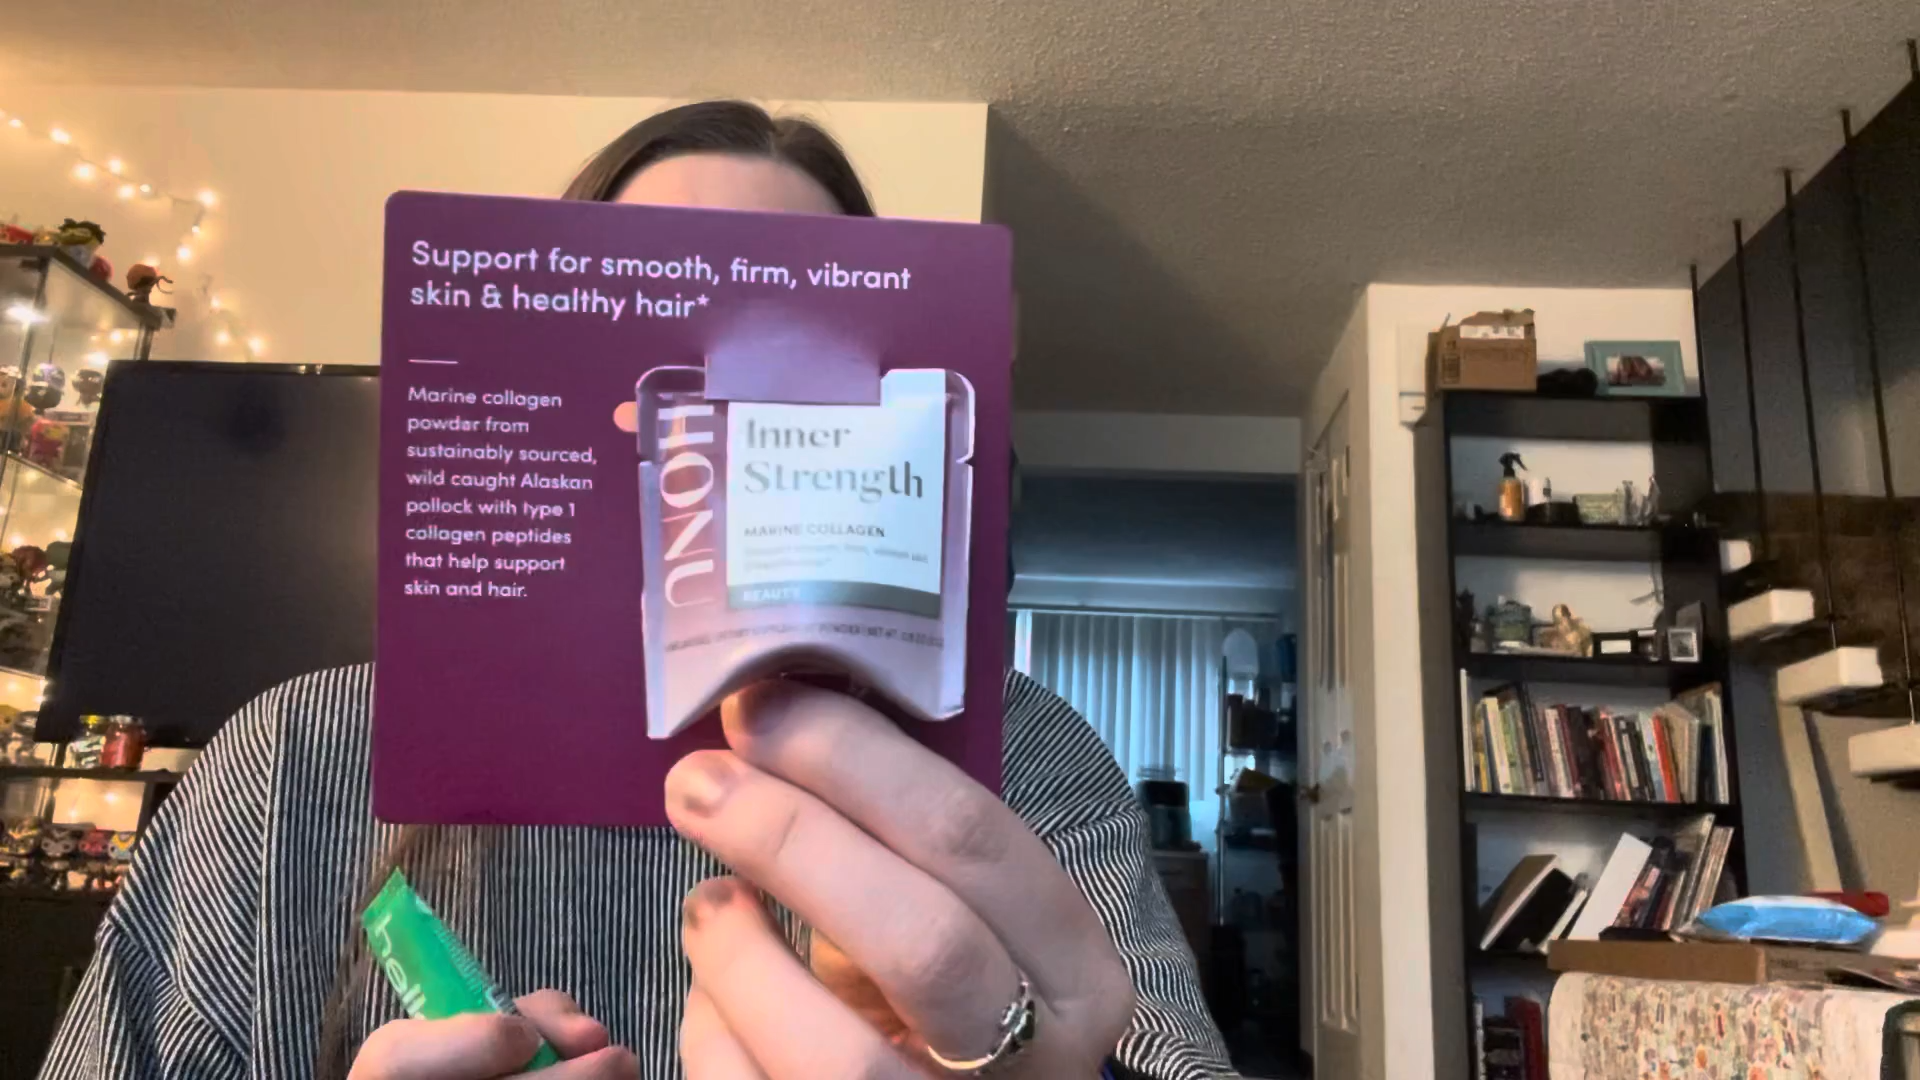 Support for smooth, firm, vibrant
skin & healthy hair*
Marine collagen
powder from
sustainably sourced,
wild caught Alaskan
pollock with type 1
collagen peptides
that help support
skin and hair.
HONU
Inner
Strength
MARINE COLLAGEN
BEAUTY
hello